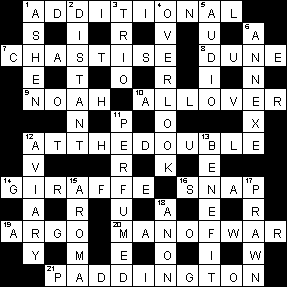 1 2 3 4 5
ADDITIONAL
6
S I R V U A
7 8
CHASTISE DUNE
E T O R I N
9 10
NOAH ALLOVER
11
N P O X
12 13
ATTHEDOUBLE
V R K E
14 15 16 17
GIRAFFE SNAP
18
A R U A E R
19 20
ARGO MANOFWAR
Y M E O I W
21
PADDINGTON